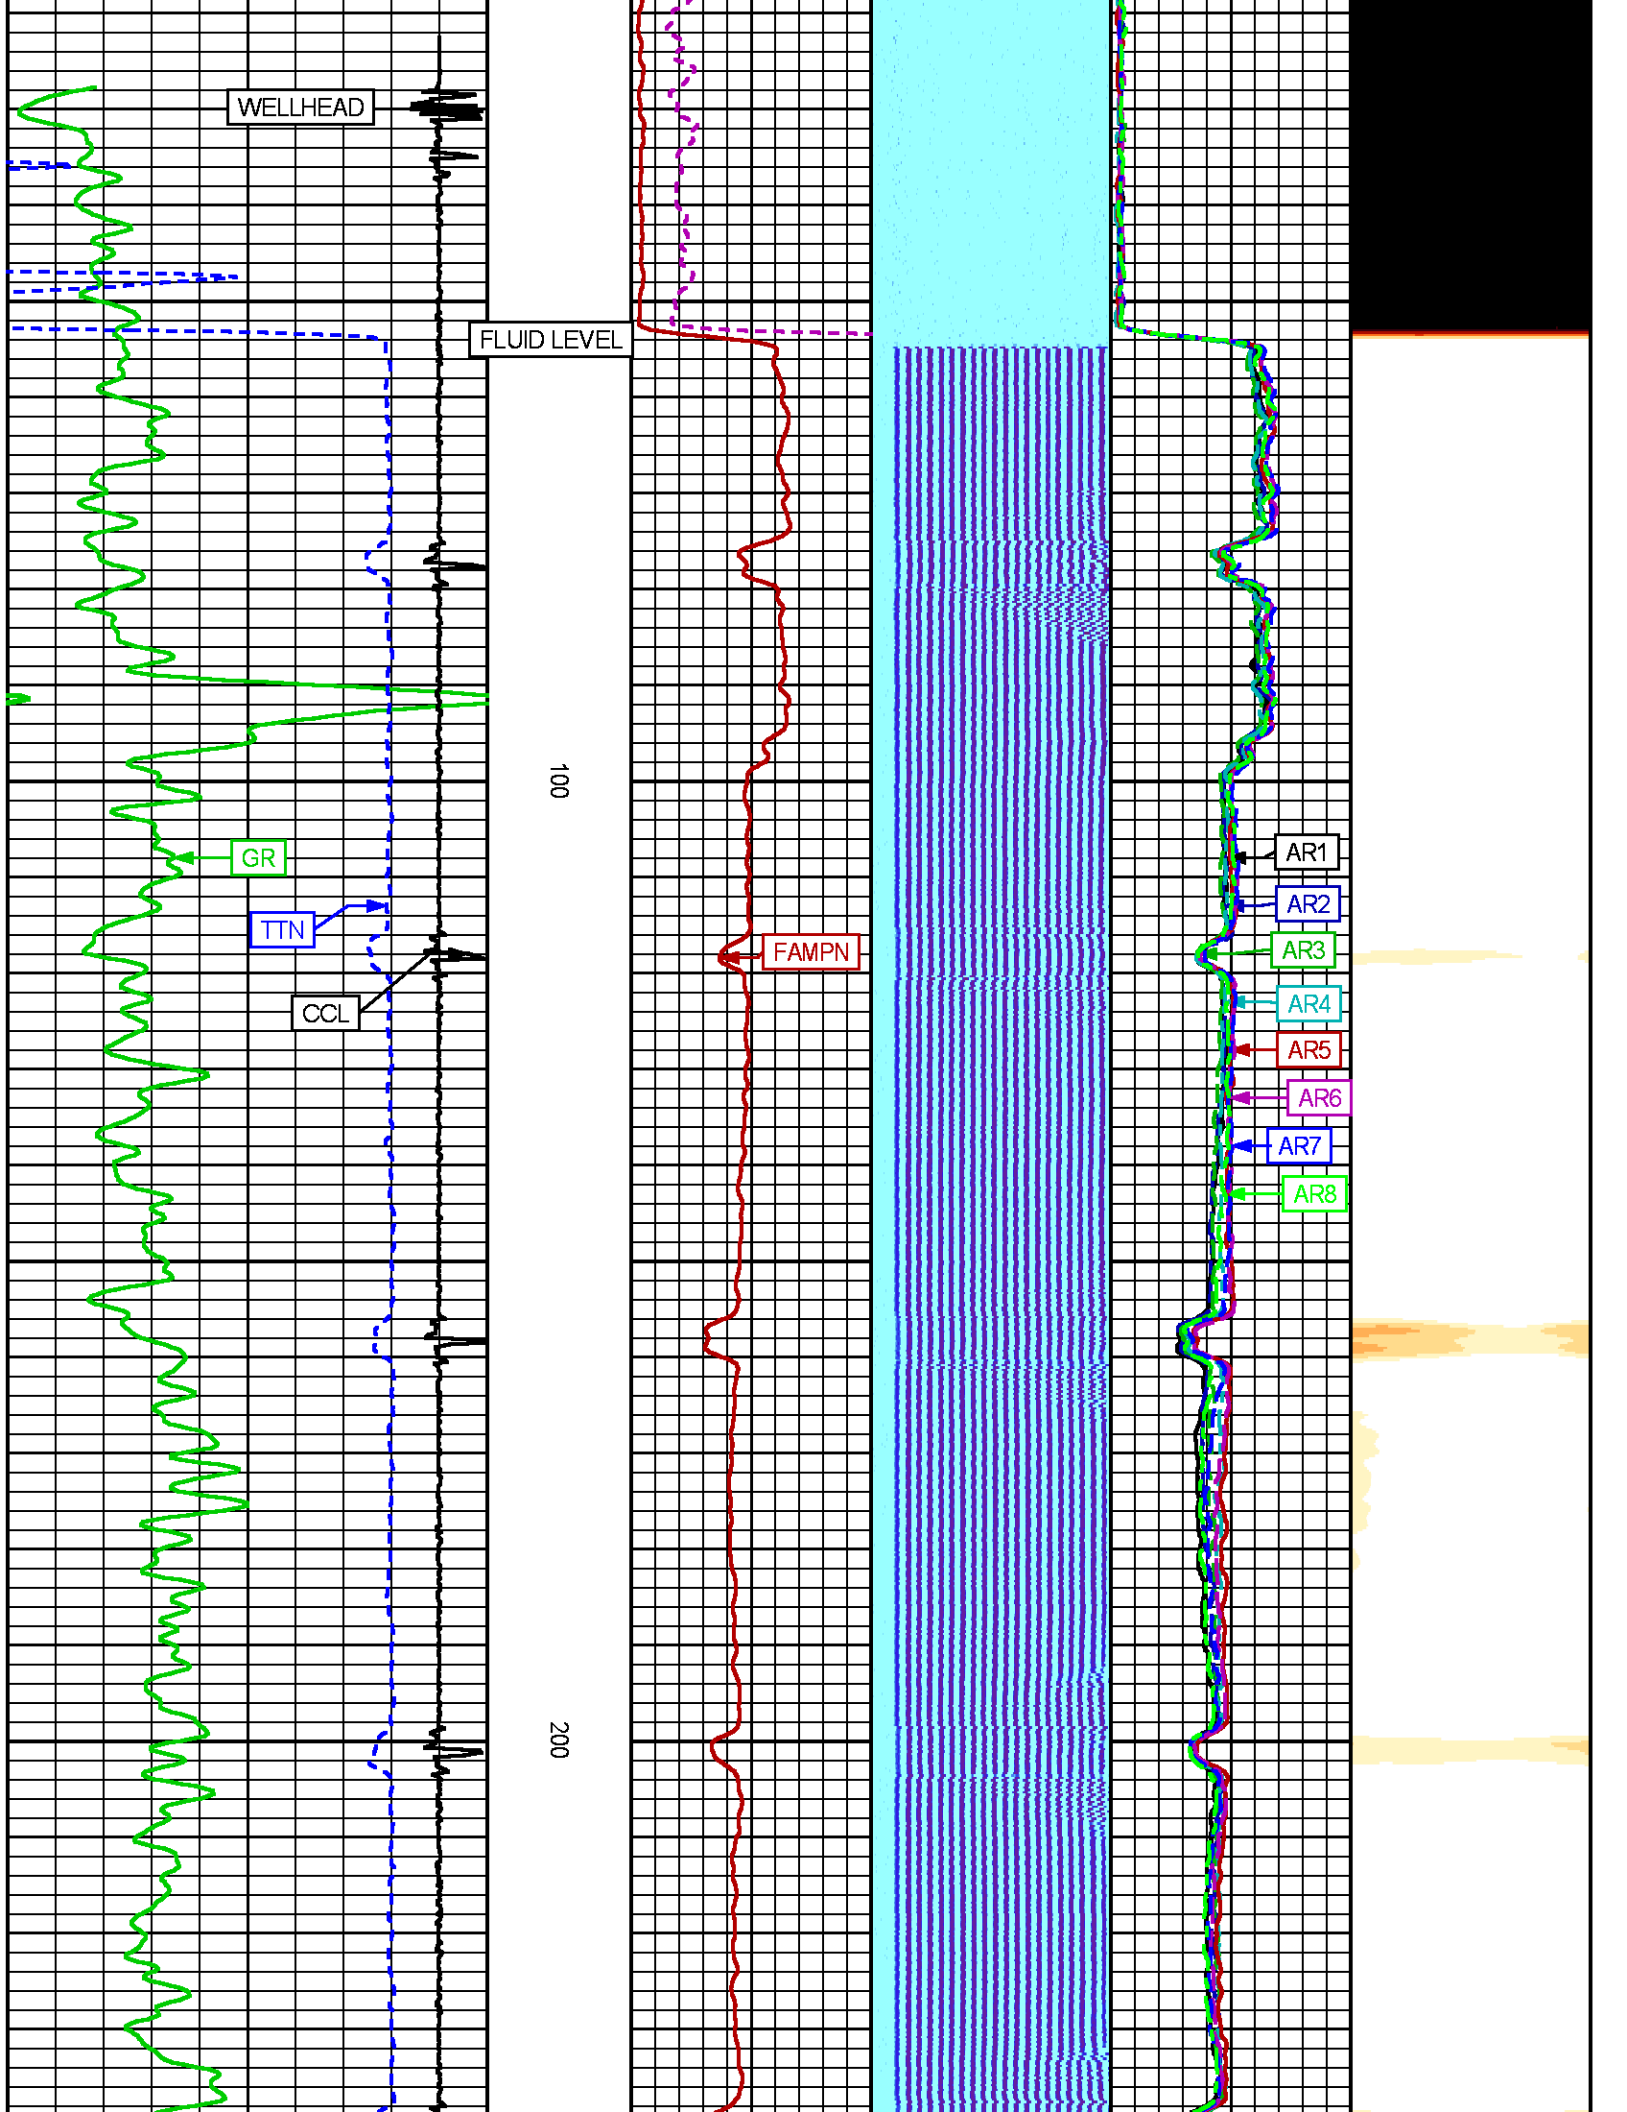 WELLHEAD
FLUID LEVEL
100
GR
AR1
AR2
TTN
FAMPN
AR3
CCL
AR4
AR5
AR6
AR7
AR8
200